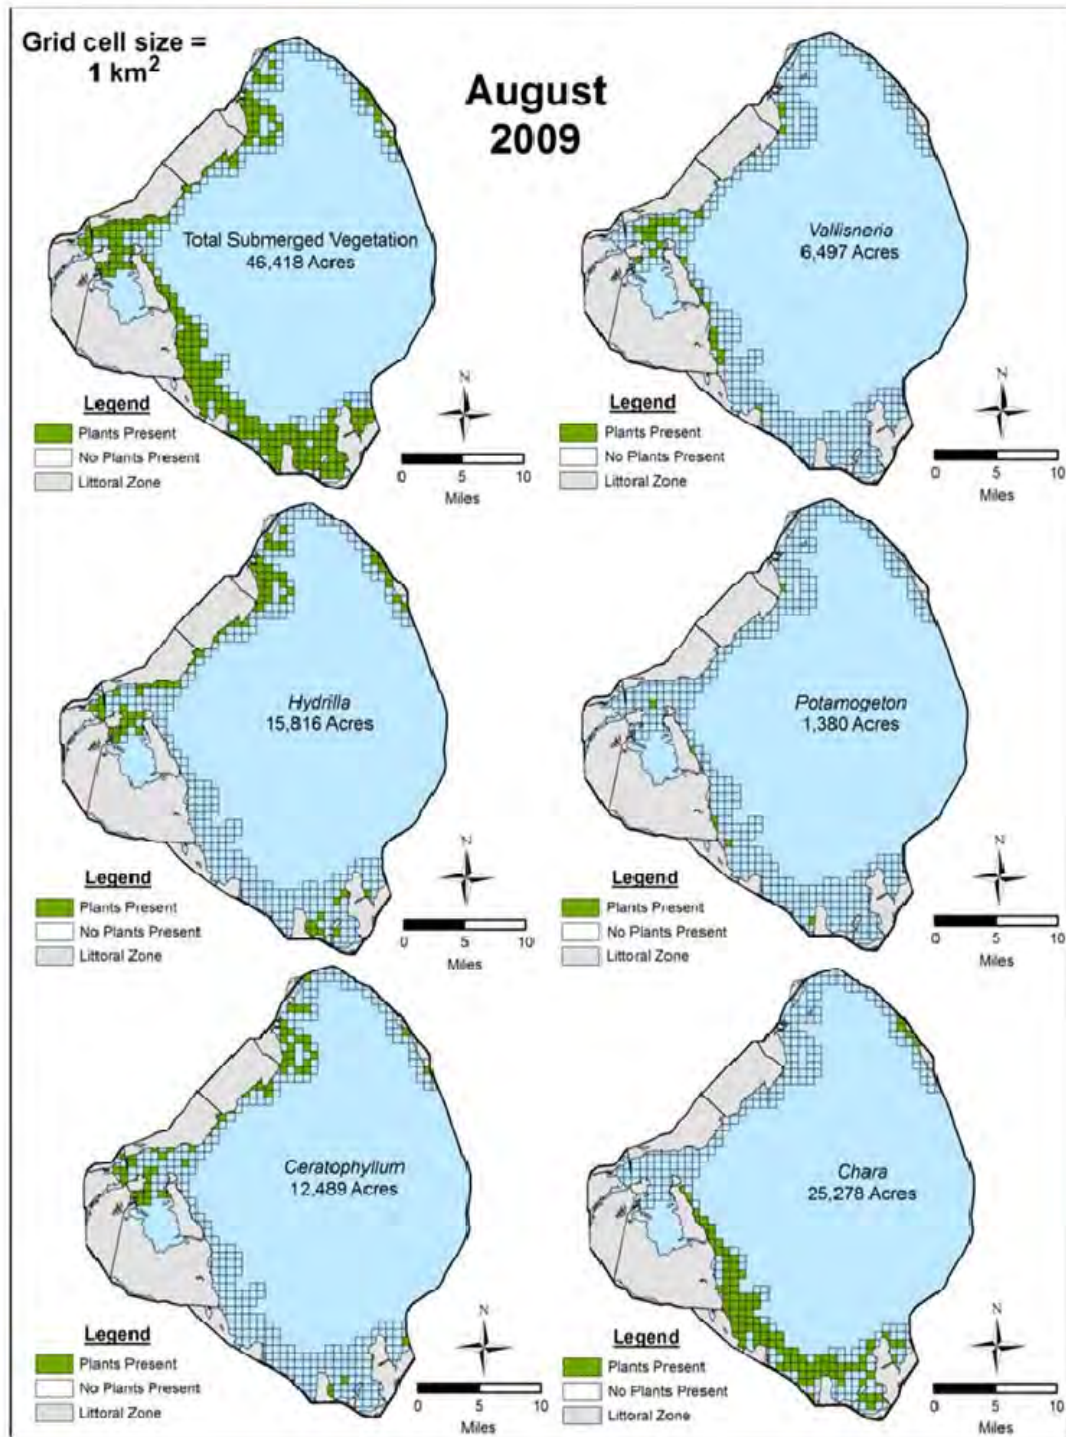 Grid cell size =
1 km²
August
2009
Total Submerged Vegetation
46,418 Acres
N
Legend
Plants Present
No Plants Present
Littoral Zone
0 5 10
Miles
Vallisneria
6,497 Acres
N
Legend
Plants Present
No Plants Present
Littoral Zone
0 5 10
Miles
Hydrilla
15,816 Acres
N
Legend
Plants Present
No Plants Present
Littoral Zone
0 5 10
Miles
Potamogeton
1,380 Acres
N
Legend
Plants Present
No Plants Present
Littoral Zone
0 5 10
Miles
Ceratophyllum
12,489 Acres
N
Legend
Plants Present
No Plants Present
Littoral Zone
0 5 10
Miles
Chara
25,278 Acres
N
Legend
Plants Present
No Plants Present
Littoral Zone
0 5 10
Miles